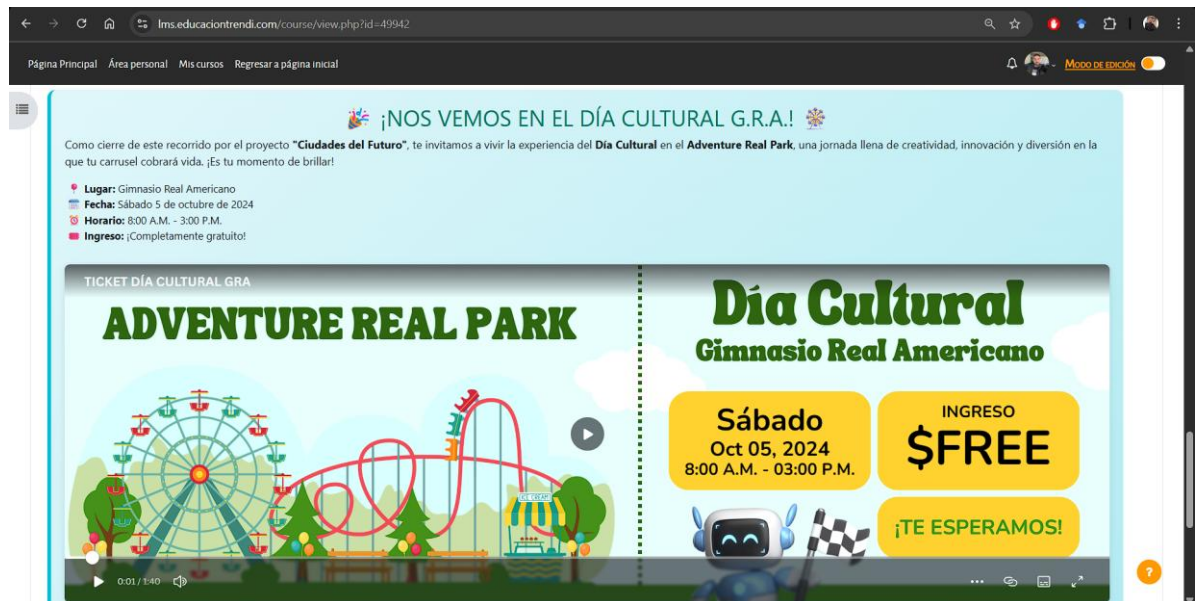 lms.educaciontrendi.com/course/view.php?id=49942
Página Principal Área personal Mis cursos Regresar a página inicial
MODO DE EDICIÓN
¡NOS VEMOS EN EL DÍA CULTURAL G.R.A.!
Como cierre de este recorrido por el proyecto "Ciudades del Futuro", te invitamos a vivir la experiencia del Día Cultural en el Adventure Real Park, una jornada llena de creatividad, innovación y diversión en la
que tu carrusel cobrará vida. ¡Es tu momento de brillar!
Lugar: Gimnasio Real Americano
Fecha: Sábado 5 de octubre de 2024
Horario: 8:00 A.M. - 3:00 P.M.
Ingreso: ¡Completamente gratuito!
TICKET DÍA CULTURAL GRA
ADVENTURE REAL PARK
ICE CREAM
Día Cultural
Gimnasio Real Americano
Sábado
Oct 05, 2024
8:00 A.M. - 03:00 P.M.
INGRESO
$FREE
¡TE ESPERAMOS!
0:01 / 1:40
?